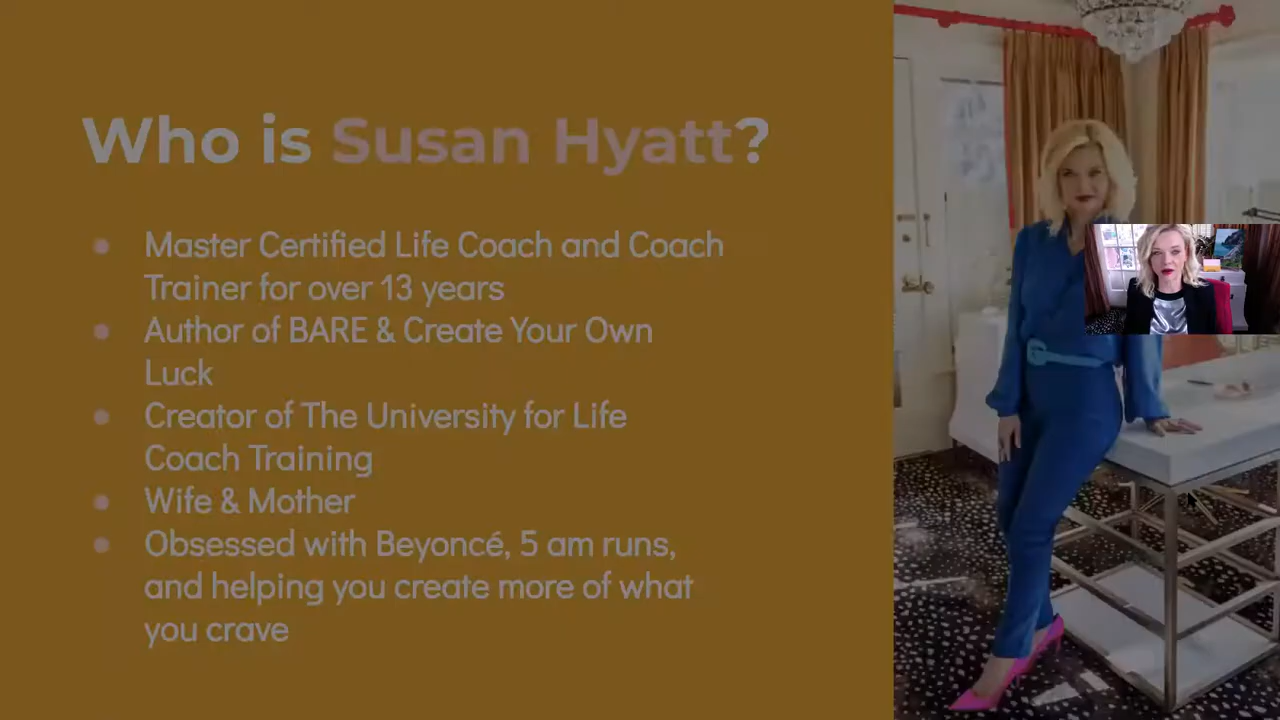 Who is Susan Hyatt?
Master Certified Life Coach and Coach
Trainer for over 13 years
Author of BARE & Create Your Own
Luck
Creator of The University for Life
Coach Training
Wife & Mother
Obsessed with Beyoncé, 5 am runs,
and helping you create more of what
you crave